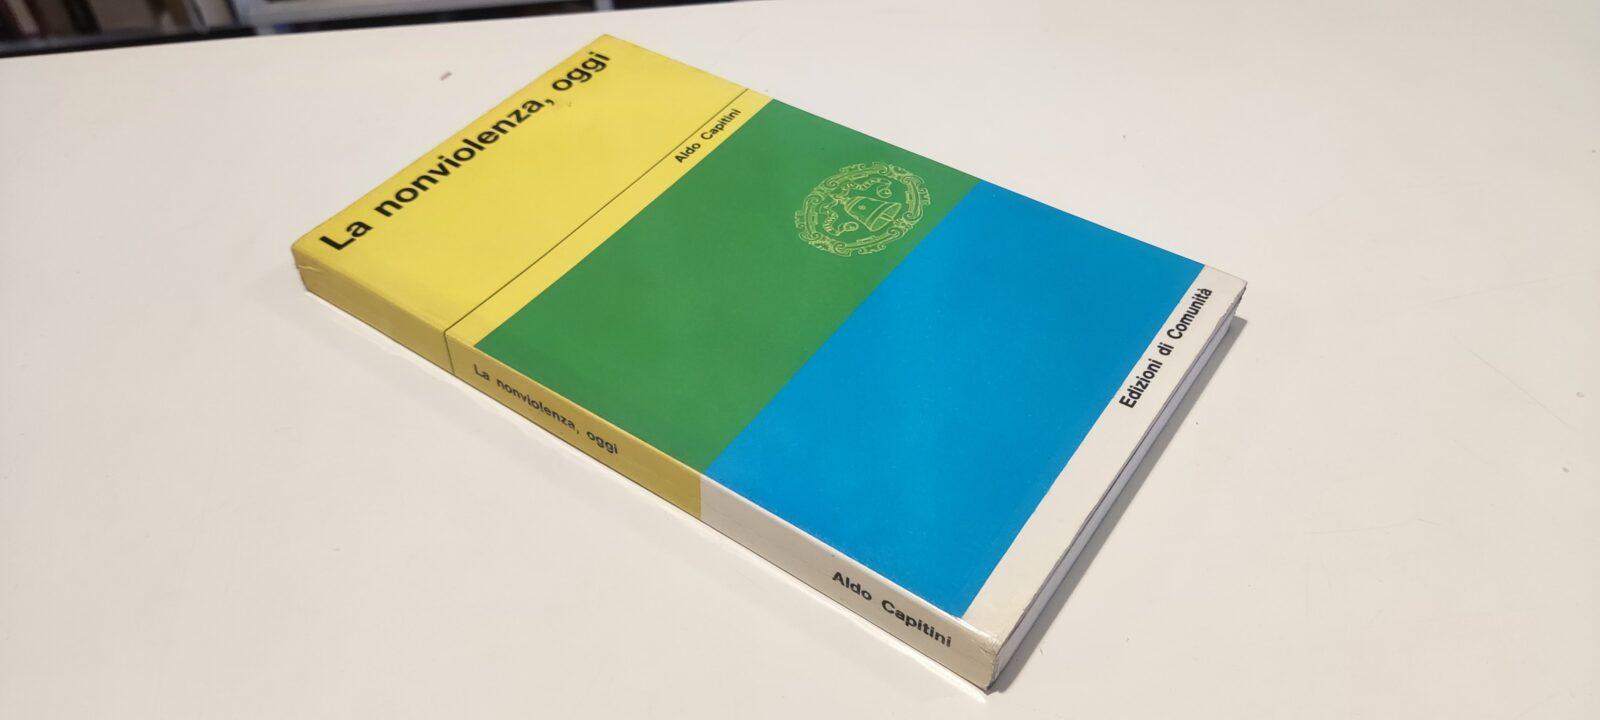 La nonviolenza, oggi
Aldo Capitini
Edizioni di Comunità
La nonviolenza, oggi
Aldo Capitini